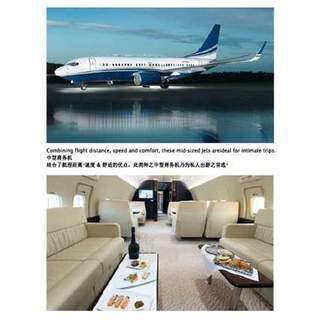 Combining flight distance, speed and comfort, these mid-sized jets areideal for intimate trips.
中型商务机
结合了航程距离‘速度 & 舒适的优点，此类种之中型商务机乃为私人出游之首选‘